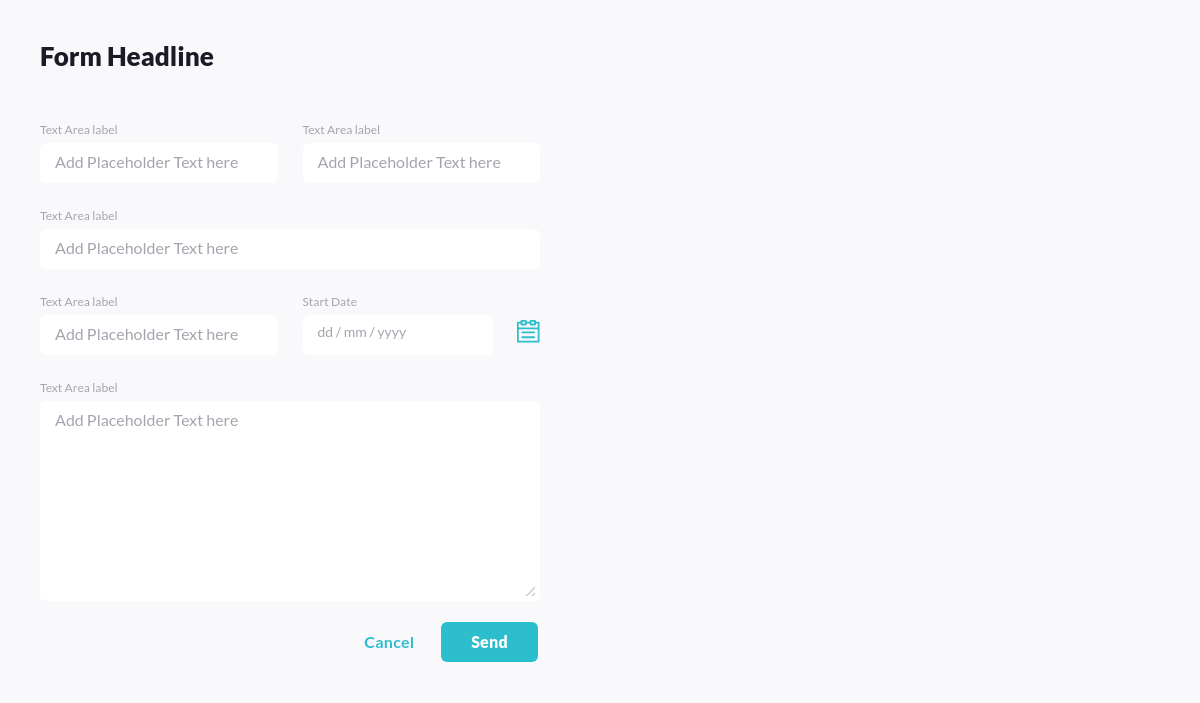 Form Headline
Text Area label
Text Area label
Add Placeholder Text here
Add Placeholder Text here
Text Area label
Add Placeholder Text here
Text Area label
Start Date
Add Placeholder Text here
dd / mm / yyyy
Text Area label
Add Placeholder Text here
Cancel
Send